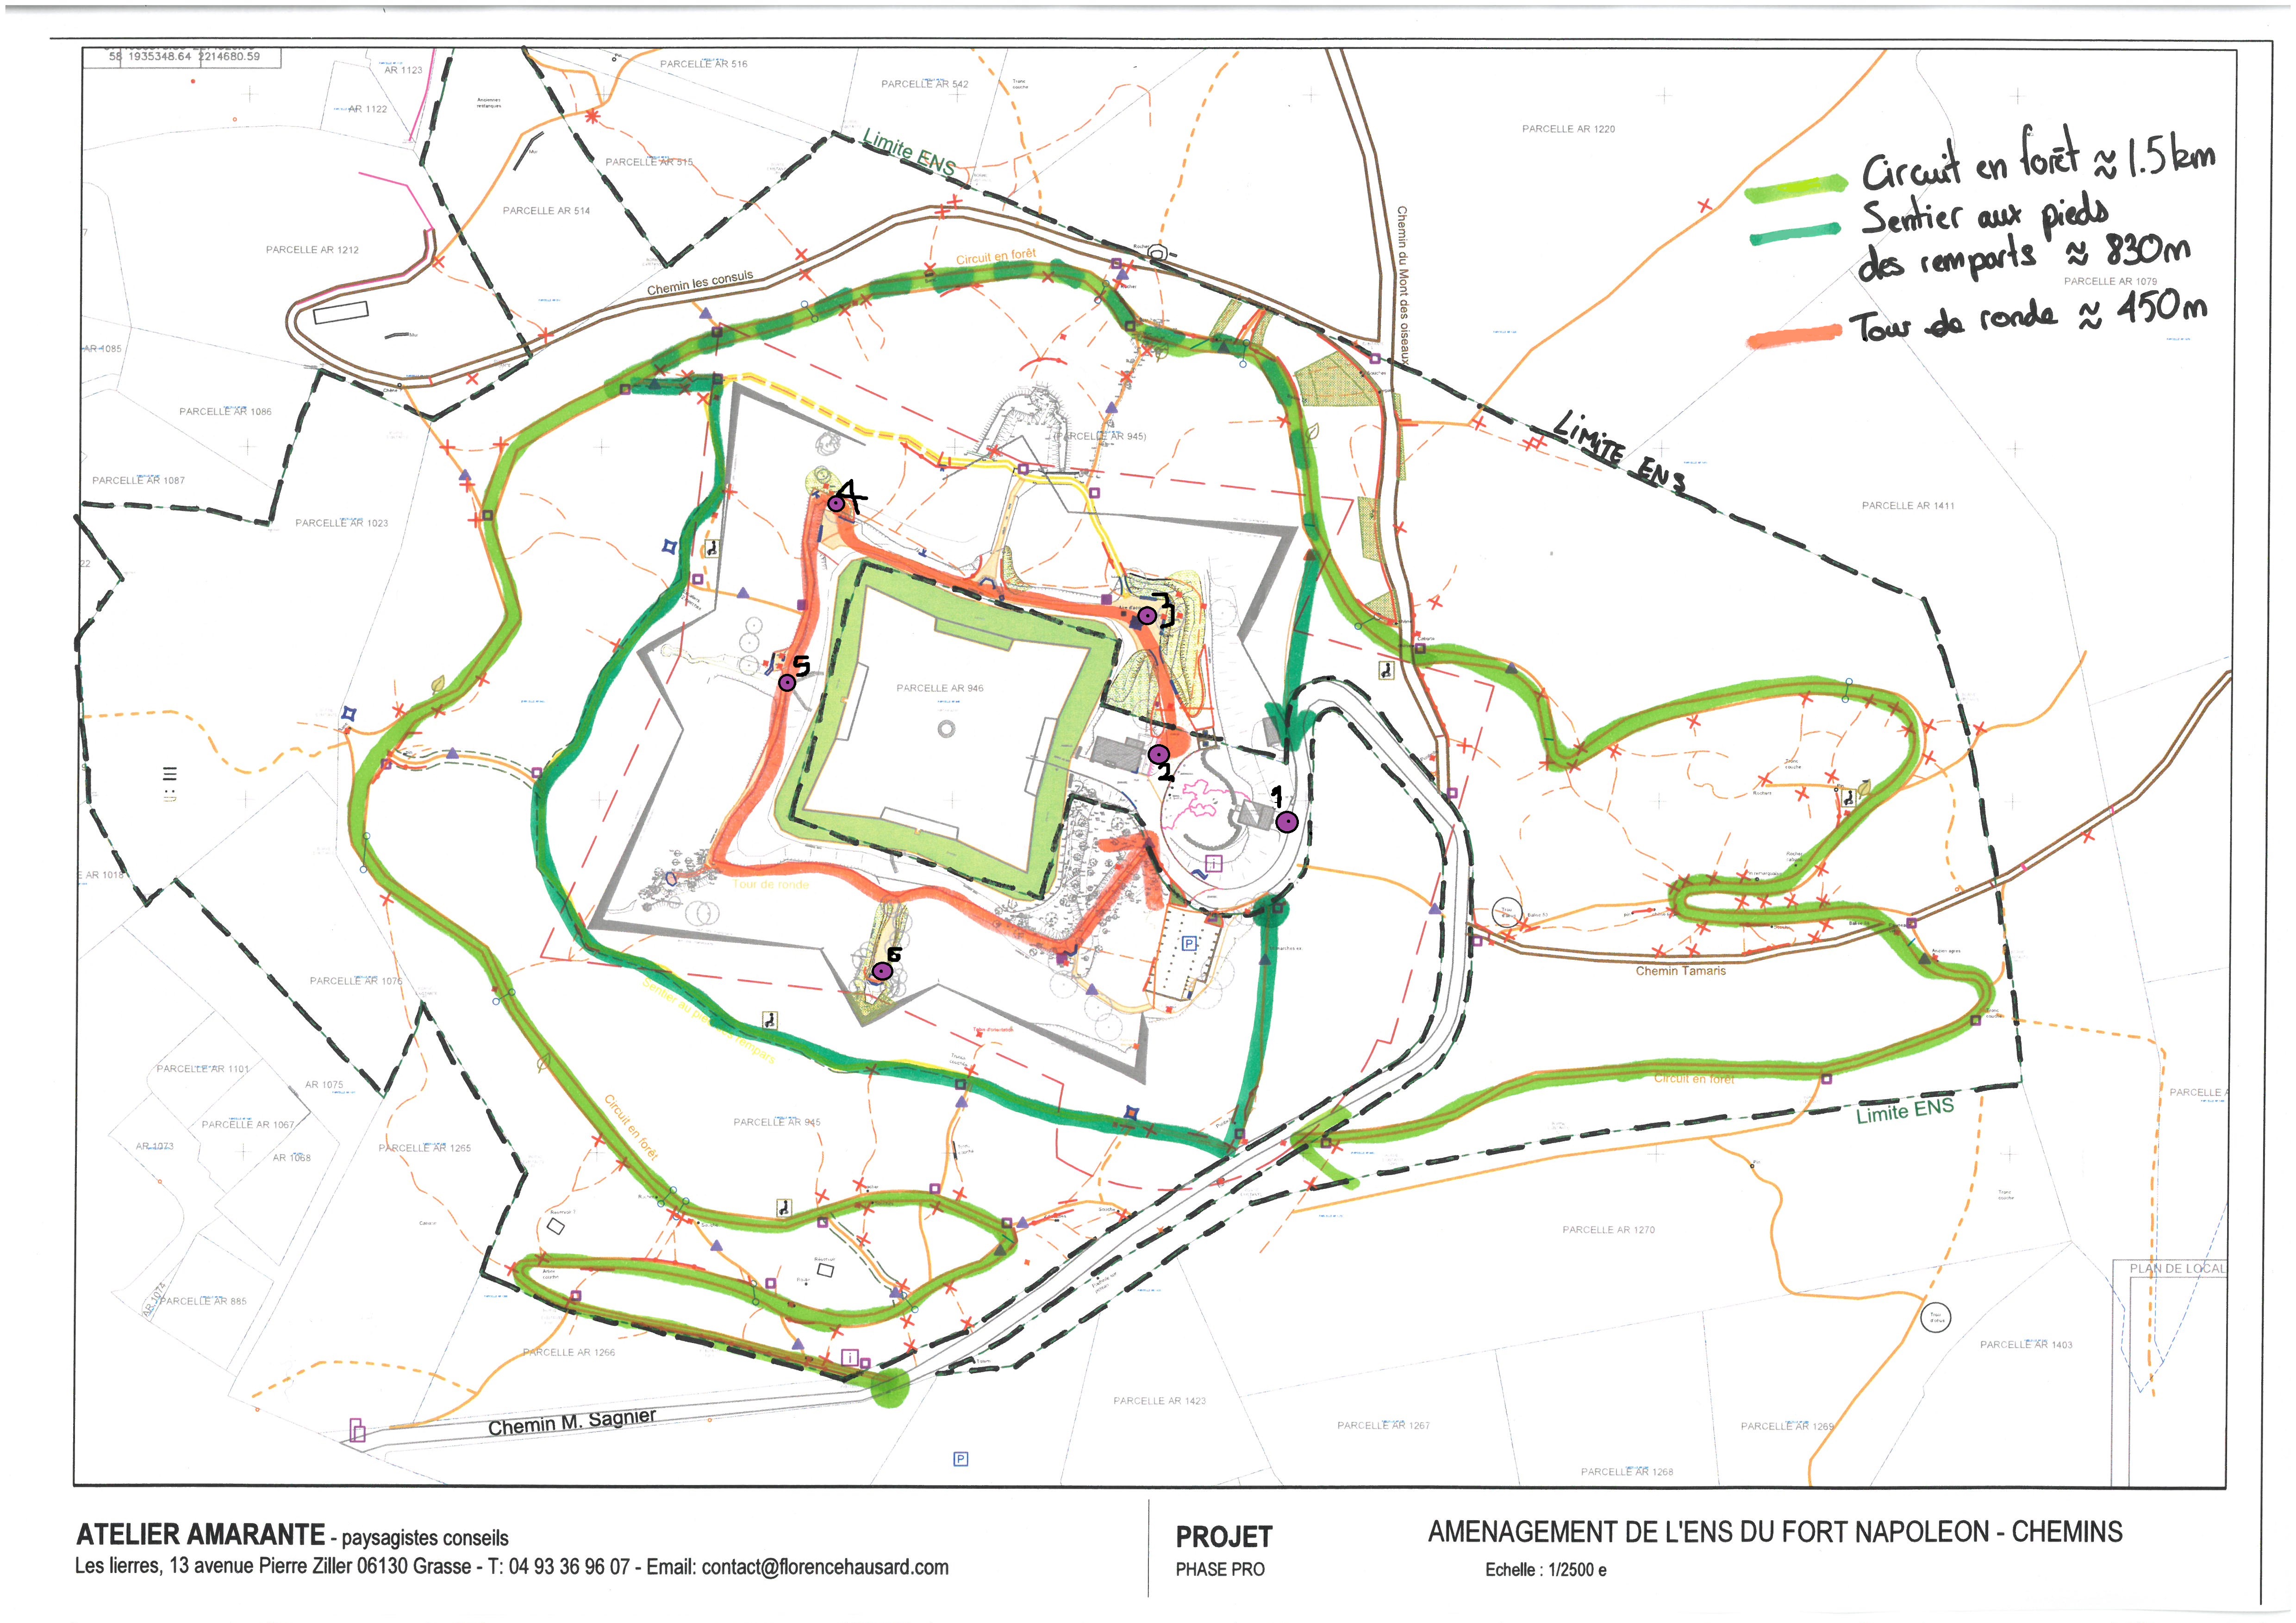 58 1935348.64 2214680.59
AR 1123
PARCELLE AR 516
PARCELLE AR 542
AR 1122
Anciennes restanques
Mur
PARCELLE AR 515
Limite ENS
PARCELLE AR 1220
Circuit en forêt ≈ 1.5km
Sentier aux pieds
des remparts ≈ 830m
Tour de ronde ≈ 450m
PARCELLE AR 514
PARCELLE AR 1212
Chemin du Mont des oiseaux
Circuit en forêt
Chemin les consuls
PARCELLE AR 1079
AR 1085
PARCELLE AR 1086
LIMITE ENS
(PARCELLE AR 945)
PARCELLE AR 1087
PARCELLE AR 1023
4
PARCELLE AR 1411
22
3
5
PARCELLE AR 946
2
1
i
E AR 1018
Tour de ronde
6
P
Chemin Tamaris
PARCELLE AR 1076
PARCELLE AR 1101
AR 1075
PARCELLE AR 1067
AR 1073
AR 1068
PARCELLE AR 1265
Circuit en forêt
PARCELLE AR 945
Circuit en forêt
Limite ENS
PARCELLE A
PARCELLE AR 1270
AR 1074
PARCELLE AR 885
PLAN DE LOCAL
PARCELLE AR 1266
i
PARCELLE AR 1403
PARCELLE AR 1423
Chemin M. Sagnier
PARCELLE AR 1267
PARCELLE AR 1269
P
PARCELLE AR 1268
ATELIER AMARANTE - paysagistes conseils
Les lierres, 13 avenue Pierre Ziller 06130 Grasse - T: 04 93 36 96 07 - Email: contact@florencehausard.com
PROJET
PHASE PRO
AMENAGEMENT DE L'ENS DU FORT NAPOLEON - CHEMINS
Echelle : 1/2500 e